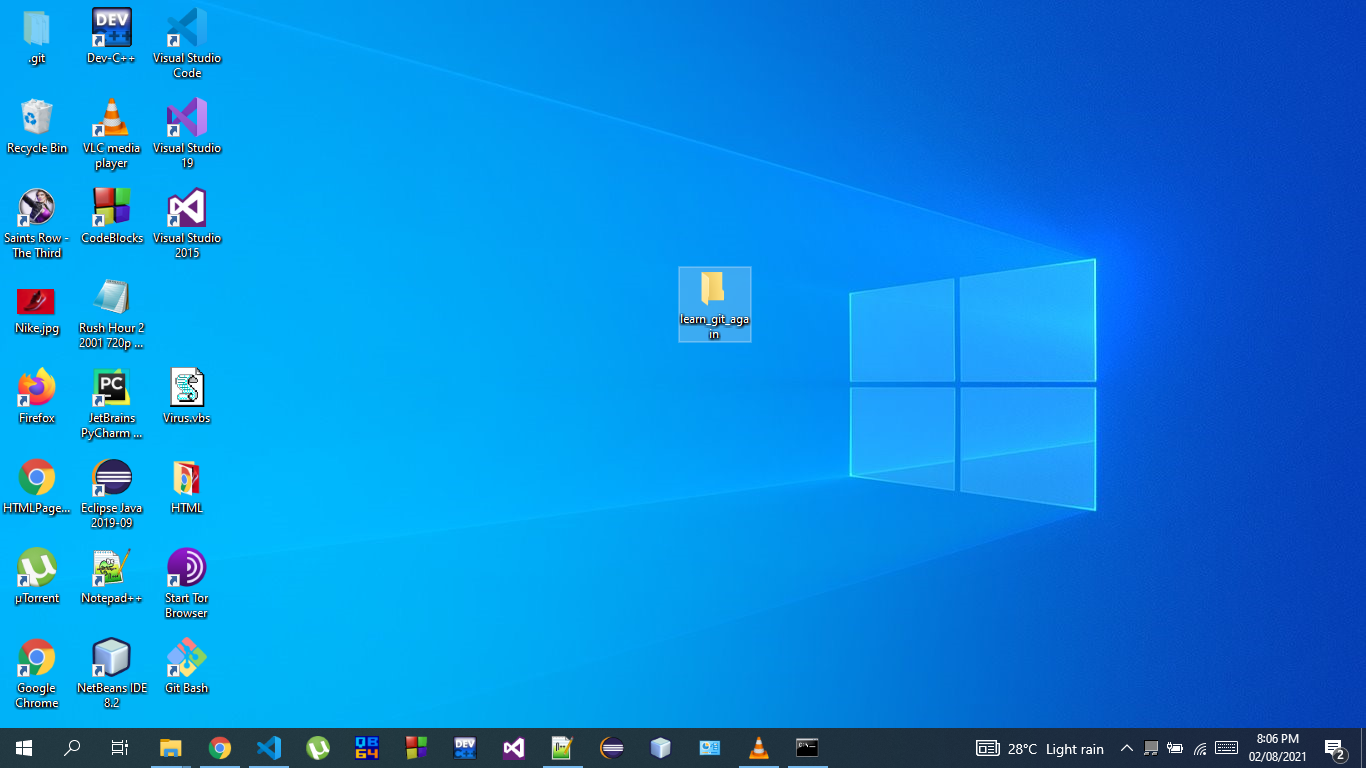 .git
Dev-C++
Visual Studio
Code
Recycle Bin
VLC media
player
Visual Studio
19
Saints Row -
The Third
CodeBlocks
Visual Studio
2015
Nike.jpg
Rush Hour 2
2001 720p ...
Firefox
JetBrains
PyCharm ...
Virus.vbs
HTMLPage...
Eclipse Java
2019-09
HTML
µTorrent
Notepad++
Start Tor
Browser
Google
Chrome
NetBeans IDE
8.2
Git Bash
learn_git_aga
in
DEV
C++
PC
QB
64
DEV
C++
28°C Light rain
8:06 PM
02/08/2021
2